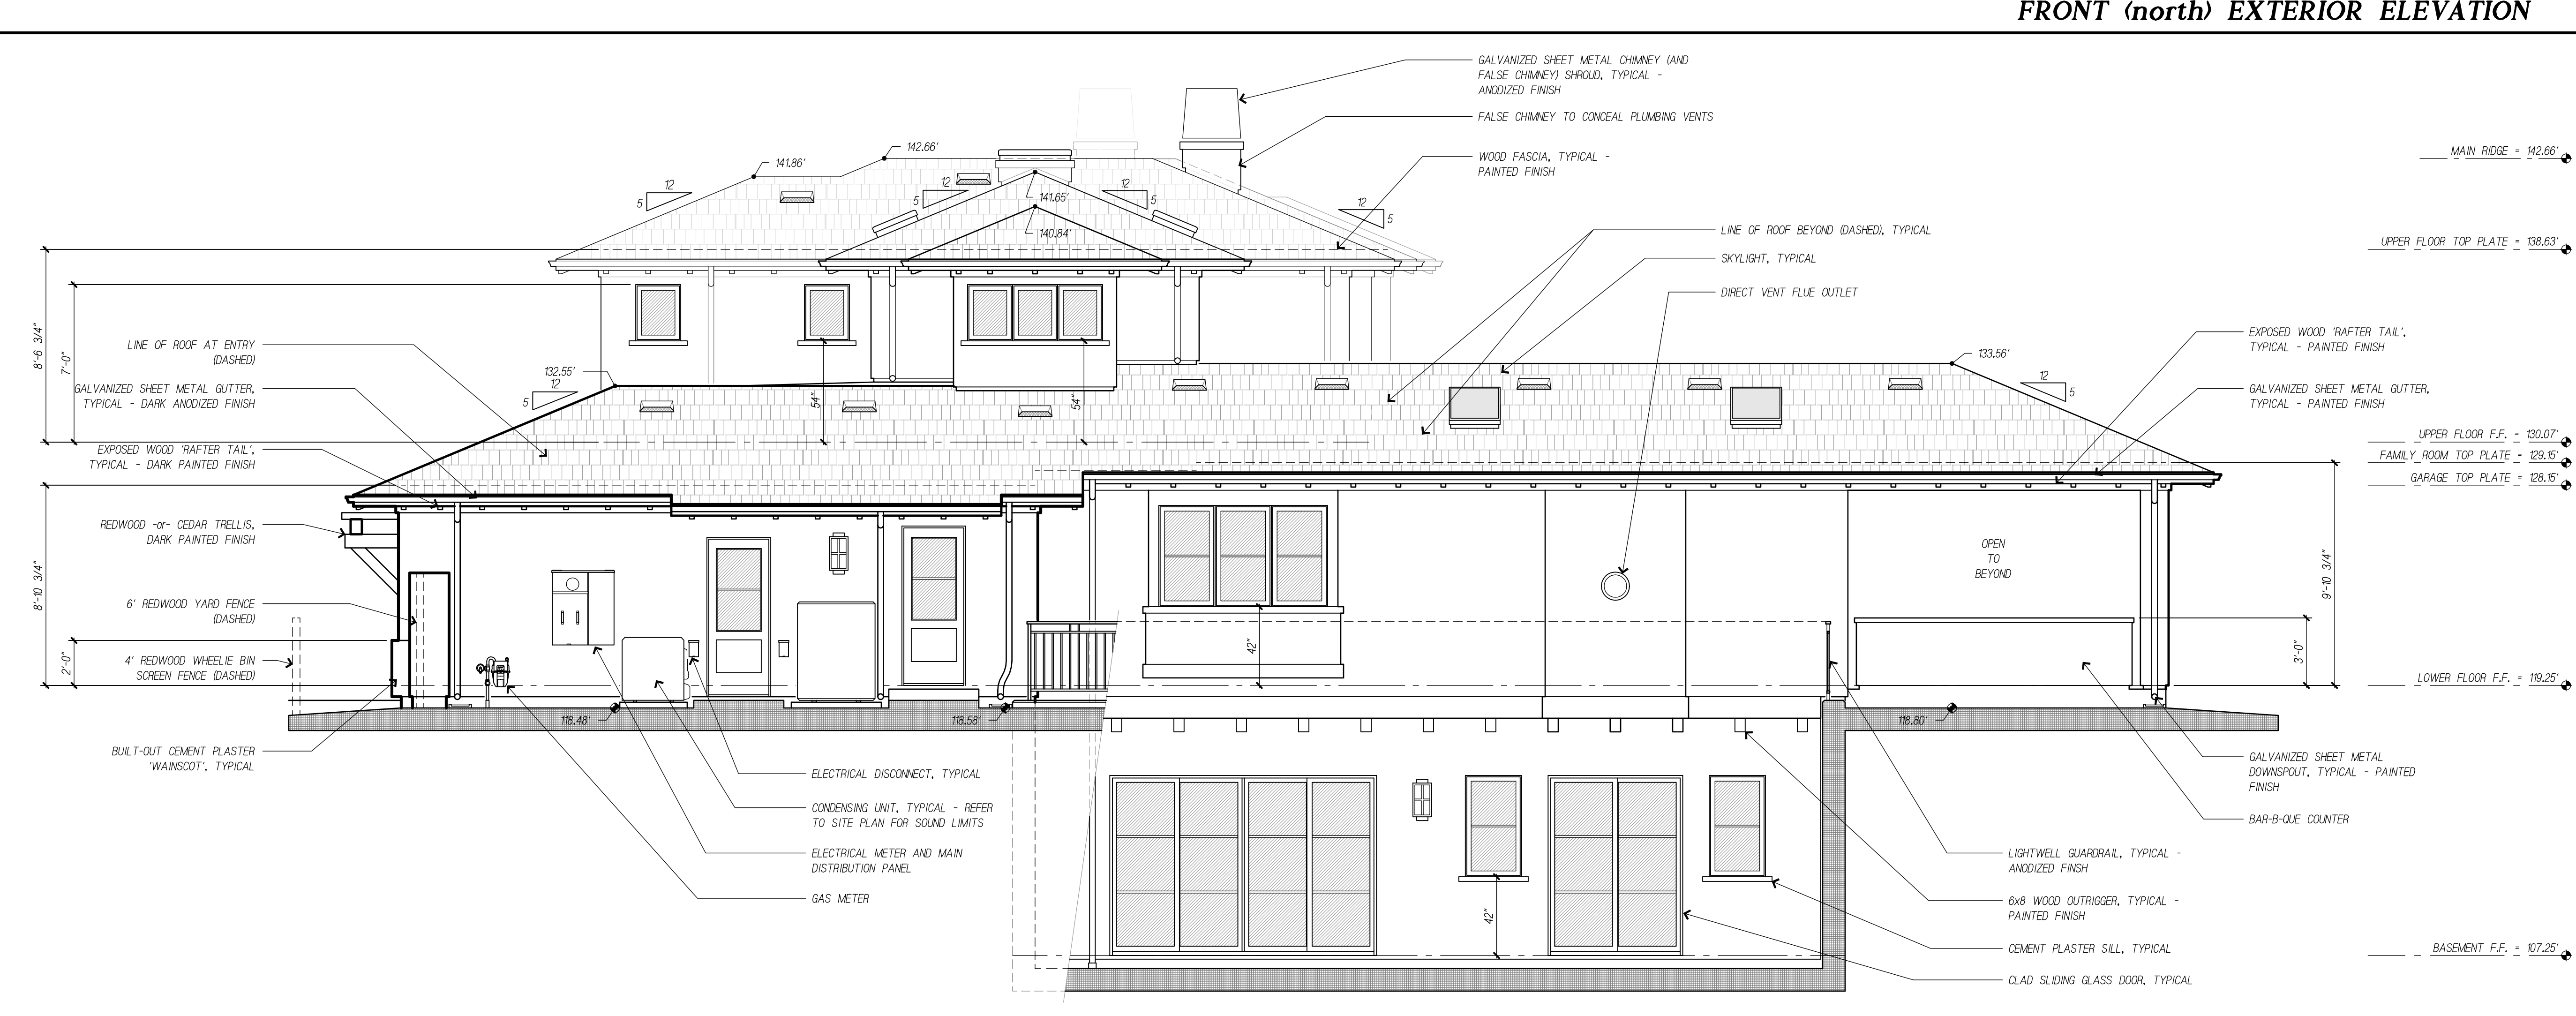 FRONT (north) EXTERIOR ELEVATION
GALVANIZED SHEET METAL CHIMNEY (AND
FALSE CHIMNEY) SHROUD, TYPICAL -
ANODIZED FINISH
FALSE CHIMNEY TO CONCEAL PLUMBING VENTS
WOOD FASCIA, TYPICAL -
PAINTED FINISH
MAIN RIDGE = 142.66'
142.66'
141.86'
141.65'
140.84'
12
5
12
5
12
5
12
5
LINE OF ROOF BEYOND (DASHED), TYPICAL
SKYLIGHT, TYPICAL
DIRECT VENT FLUE OUTLET
UPPER FLOOR TOP PLATE = 138.63'
8'-6 3/4"
7'-0"
LINE OF ROOF AT ENTRY
(DASHED)
GALVANIZED SHEET METAL GUTTER,
TYPICAL - DARK ANODIZED FINISH
EXPOSED WOOD 'RAFTER TAIL',
TYPICAL - DARK PAINTED FINISH
132.55'
12
5
54"
54"
133.56'
12
5
EXPOSED WOOD 'RAFTER TAIL',
TYPICAL - PAINTED FINISH
GALVANIZED SHEET METAL GUTTER,
TYPICAL - PAINTED FINISH
UPPER FLOOR F.F. = 130.07'
FAMILY ROOM TOP PLATE = 129.15'
GARAGE TOP PLATE = 128.15'
REDWOOD -or- CEDAR TRELLIS,
DARK PAINTED FINISH
8'-10 3/4"
6' REDWOOD YARD FENCE
(DASHED)
2'-0"
4' REDWOOD WHEELIE BIN
SCREEN FENCE (DASHED)
OPEN
TO
BEYOND
9'-10 3/4"
3'-0"
42"
LOWER FLOOR F.F. = 119.25'
118.48'
118.58'
118.80'
BUILT-OUT CEMENT PLASTER
'WAINSCOT', TYPICAL
ELECTRICAL DISCONNECT, TYPICAL
CONDENSING UNIT, TYPICAL - REFER
TO SITE PLAN FOR SOUND LIMITS
ELECTRICAL METER AND MAIN
DISTRIBUTION PANEL
GAS METER
42"
GALVANIZED SHEET METAL
DOWNSPOUT, TYPICAL - PAINTED
FINISH
BAR-B-QUE COUNTER
LIGHTWELL GUARDRAIL, TYPICAL -
ANODIZED FINSH
6x8 WOOD OUTRIGGER, TYPICAL -
PAINTED FINISH
CEMENT PLASTER SILL, TYPICAL
CLAD SLIDING GLASS DOOR, TYPICAL
BASEMENT F.F. = 107.25'